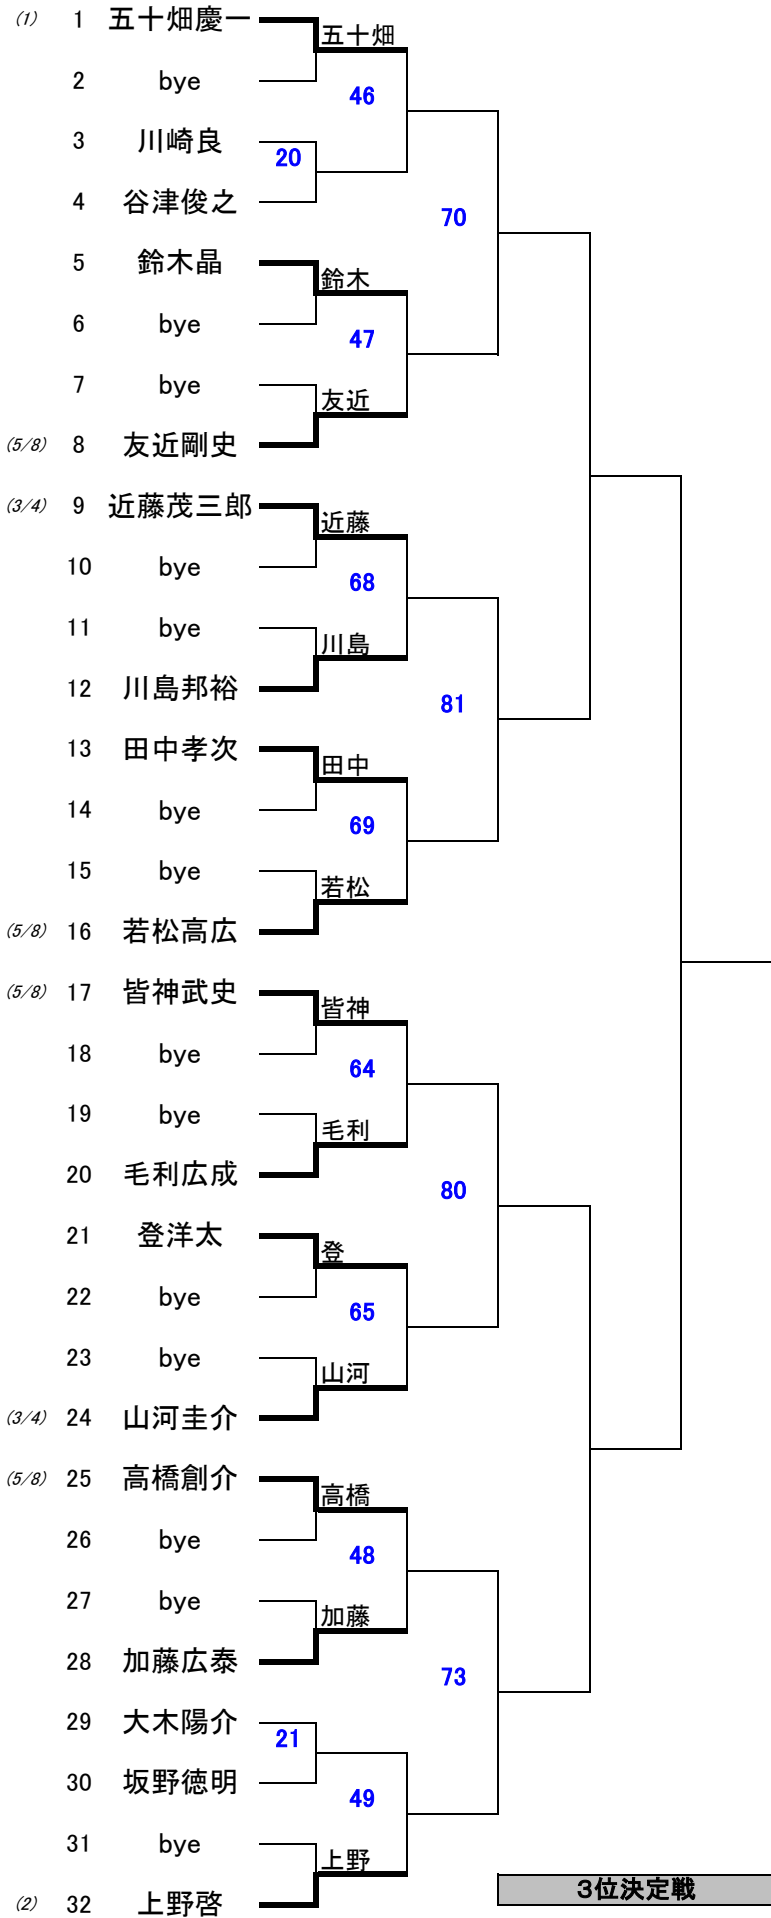 (1) 1 五十畑慶一
五十畑
2 bye
46
3 川崎良
20
4 谷津俊之
70
5 鈴木晶
鈴木
6 bye
47
7 bye
友近
(5/8) 8 友近剛史
(3/4) 9 近藤茂三郎
近藤
10 bye
68
11 bye
川島
12 川島邦裕
81
13 田中孝次
田中
14 bye
69
15 bye
若松
(5/8) 16 若松高広
(5/8) 17 皆神武史
皆神
18 bye
64
19 bye
毛利
20 毛利広成
80
21 登洋太
登
22 bye
65
23 bye
山河
(3/4) 24 山河圭介
(5/8) 25 高橋創介
高橋
26 bye
48
27 bye
加藤
28 加藤広泰
73
29 大木陽介
21
30 坂野徳明
49
31 bye
上野
(2) 32 上野啓
3位決定戦